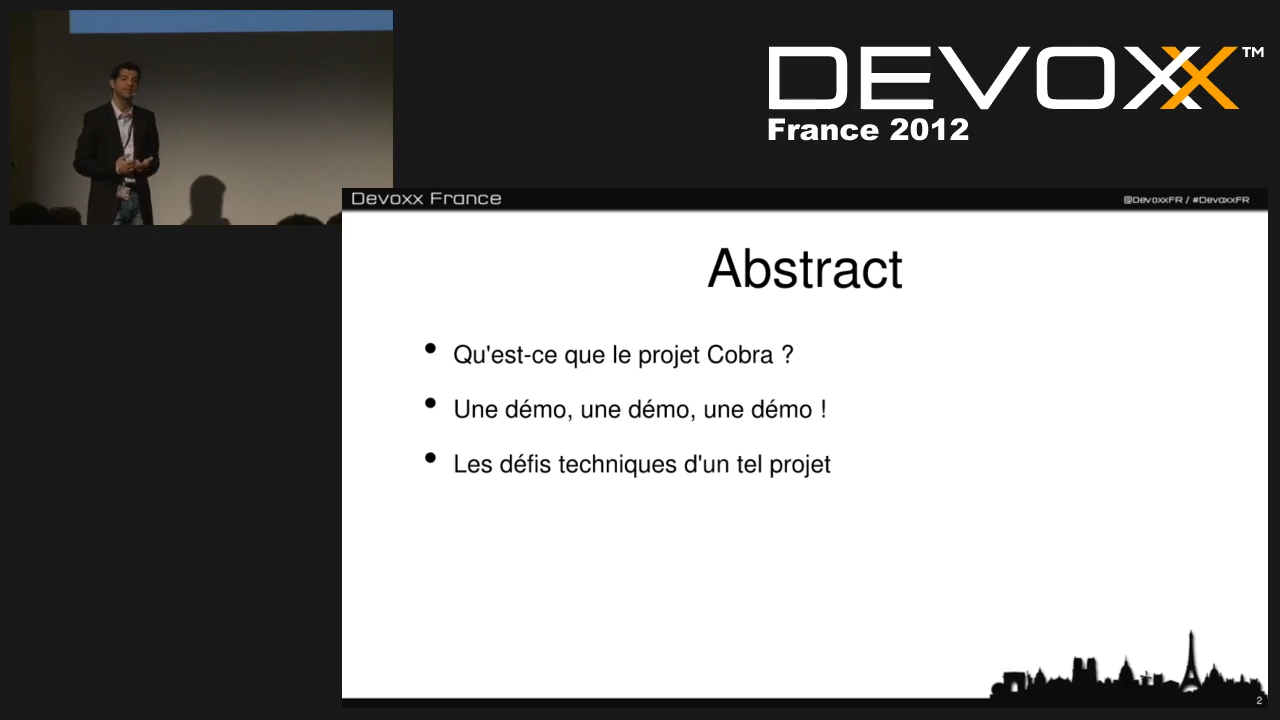 DEVOXX™
France 2012
Devoxx France
@DevoxxFR / #DevoxxFR
Abstract
• Qu'est-ce que le projet Cobra ?
• Une démo, une démo, une démo !
• Les défis techniques d'un tel projet
2